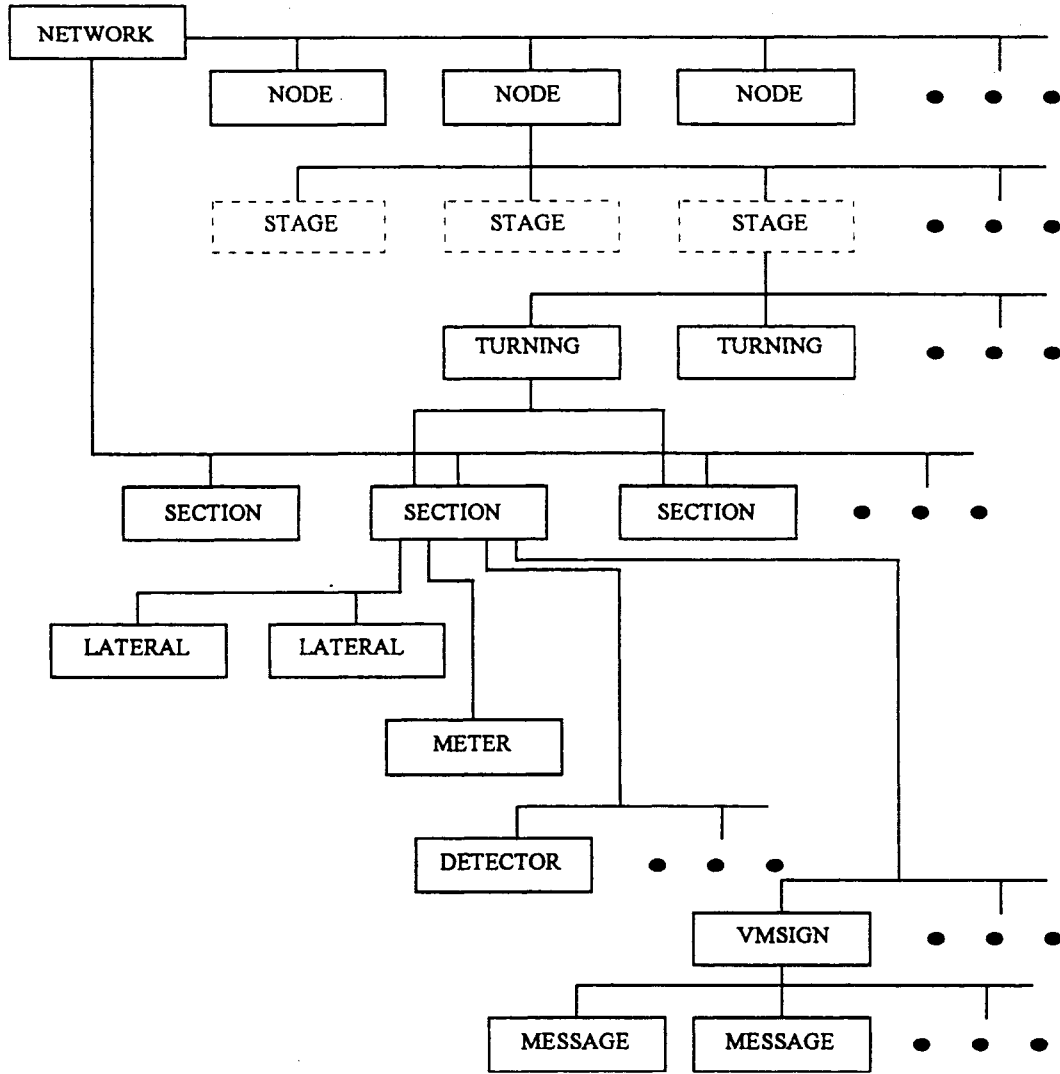 NETWORK
NODE NODE NODE
STAGE STAGE STAGE
TURNING TURNING
SECTION SECTION SECTION
LATERAL LATERAL
METER
DETECTOR
VMSIGN
MESSAGE MESSAGE